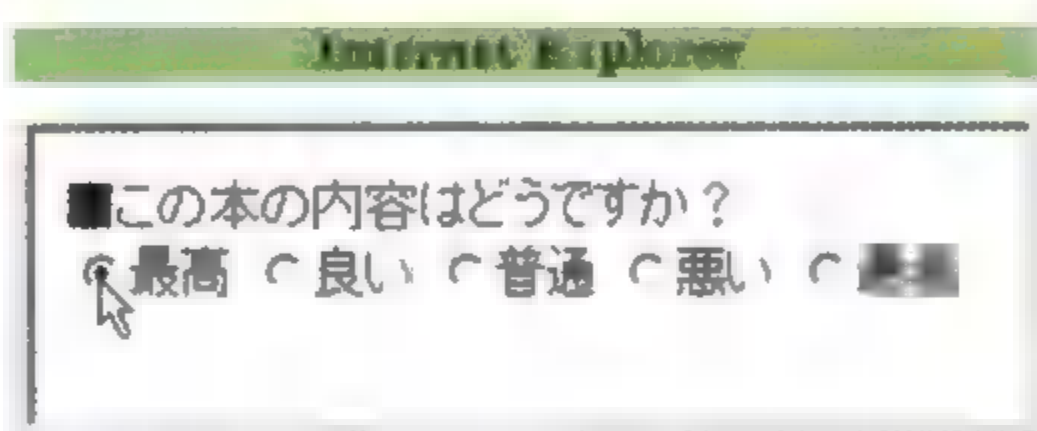 Internet Explorer
■この本の内容はどうですか？
最高 良い 普通 悪い